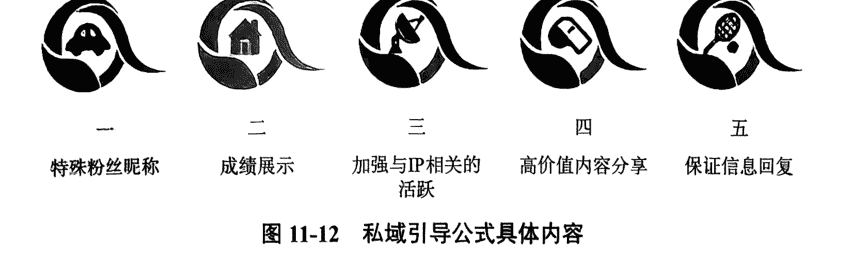 一 二 三 四 五
特殊粉丝昵称 成绩展示 加强与IP相关的 高价值内容分享 保证信息回复
活跃
图 11-12 私域引导公式具体内容